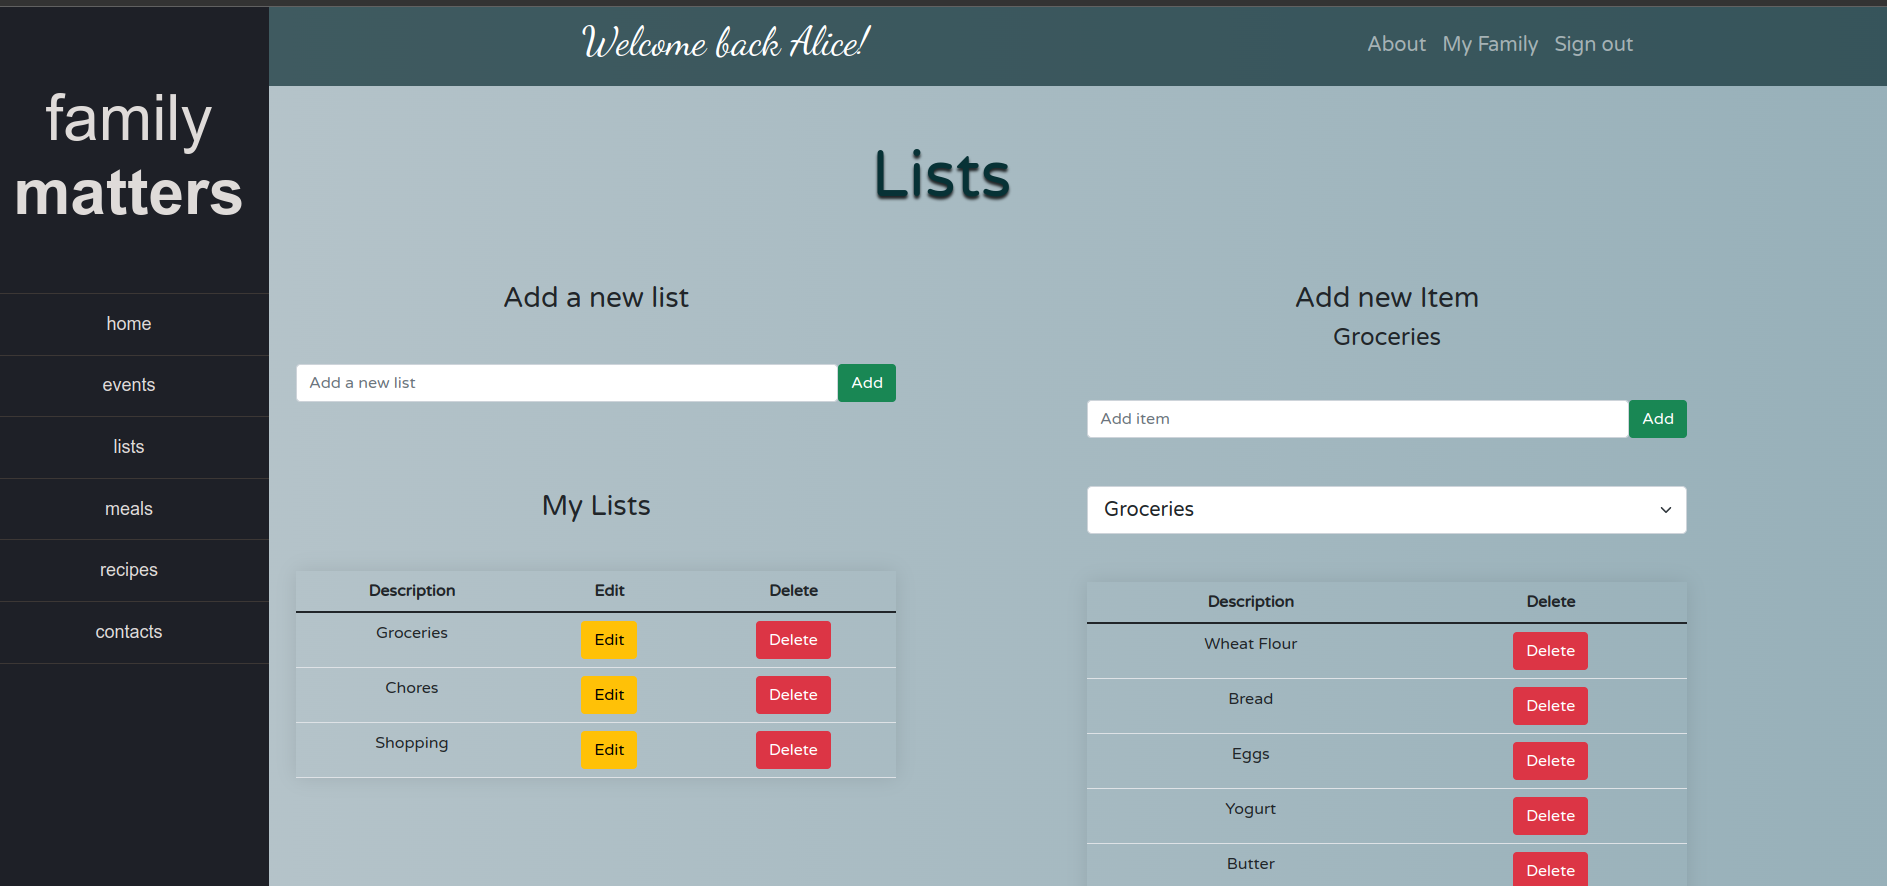 family
matters
home
events
lists
meals
recipes
contacts
Welcome back Alice!
About My Family Sign out
Lists
Add a new list
Add a new list Add
My Lists
Description Edit Delete
Groceries Edit Delete
Chores Edit Delete
Shopping Edit Delete
Add new Item
Groceries
Add item Add
Groceries
Description Delete
Wheat Flour Delete
Bread Delete
Eggs Delete
Yogurt Delete
Butter Delete